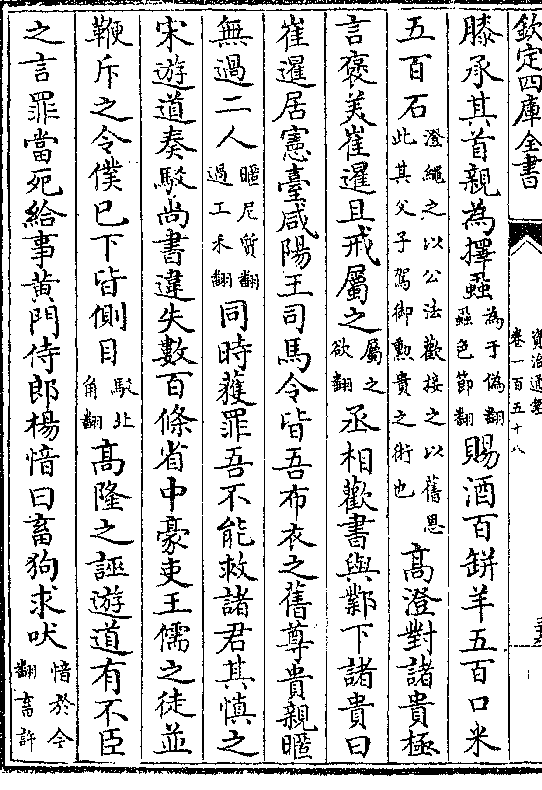 欽定四庫全書
資治通鑑
卷一百五十八
膝承其首親為擇蝨為于偽翻蝨色節翻賜酒百缾羊五百口米
五百石澄繩之以公法歡接之以舊恩此其父子駕御勳貴之術也高澄對諸貴極
言褒美崔暹且戒屬之屬之欲翻丞相歡書與鄴下諸貴曰
崔暹居憲臺咸陽王司馬令皆吾布衣之舊尊貴親暱
無過二人暱尼質翻過工禾翻同時獲罪吾不能救諸君其慎之
宋遊道奏駮尚書違失數百條省中豪吏王儒之徒並
鞭斥之令僕已下皆側目駮北角翻高隆之誣遊道有不臣
之言罪當死給事黃門侍郎楊愔曰畜狗求吠愔於今翻畜許